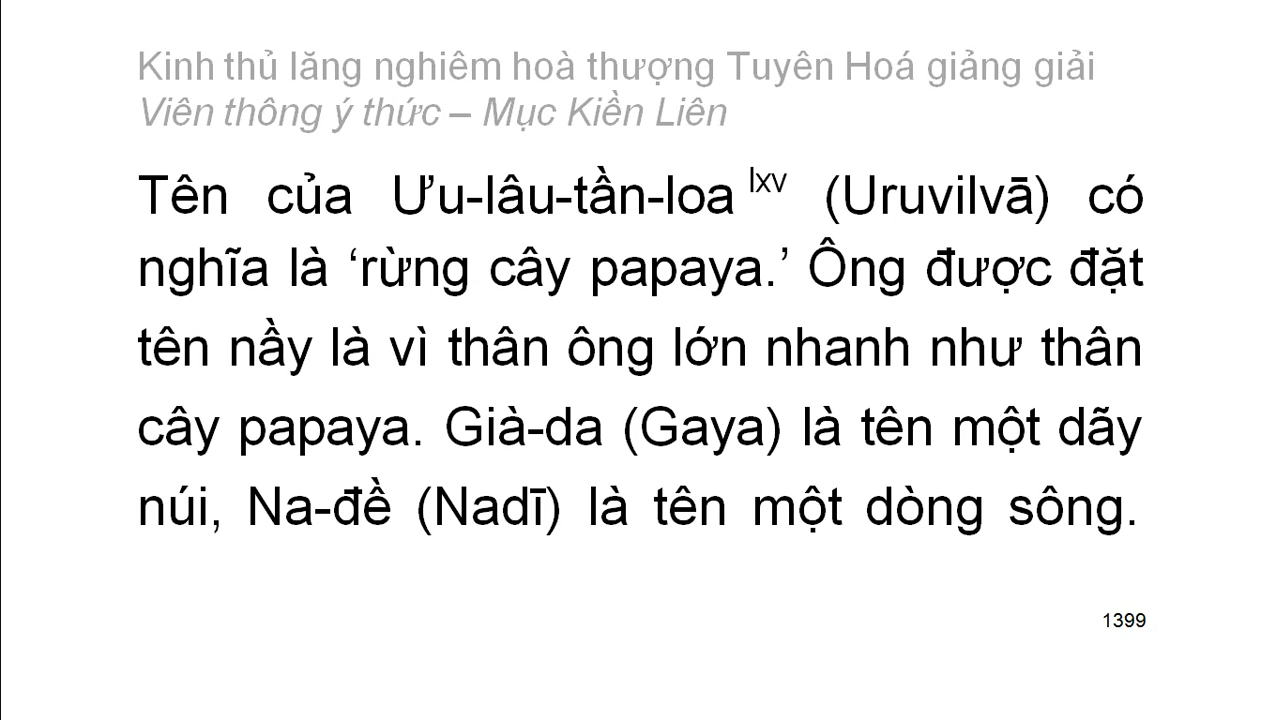 Kinh thủ lăng nghiêm hoà thượng Tuyên Hoá giảng giải
Viên thông ý thức – Mục Kiền Liên
Tên của Ưu-lâu-tần-loa lxv (Uruvilvā) có
nghĩa là ‘rừng cây papaya.’ Ông được đặt
tên nầy là vì thân ông lớn nhanh như thân
cây papaya. Già-da (Gaya) là tên một dãy
núi, Na-đề (Nadī) là tên một dòng sông.
1399